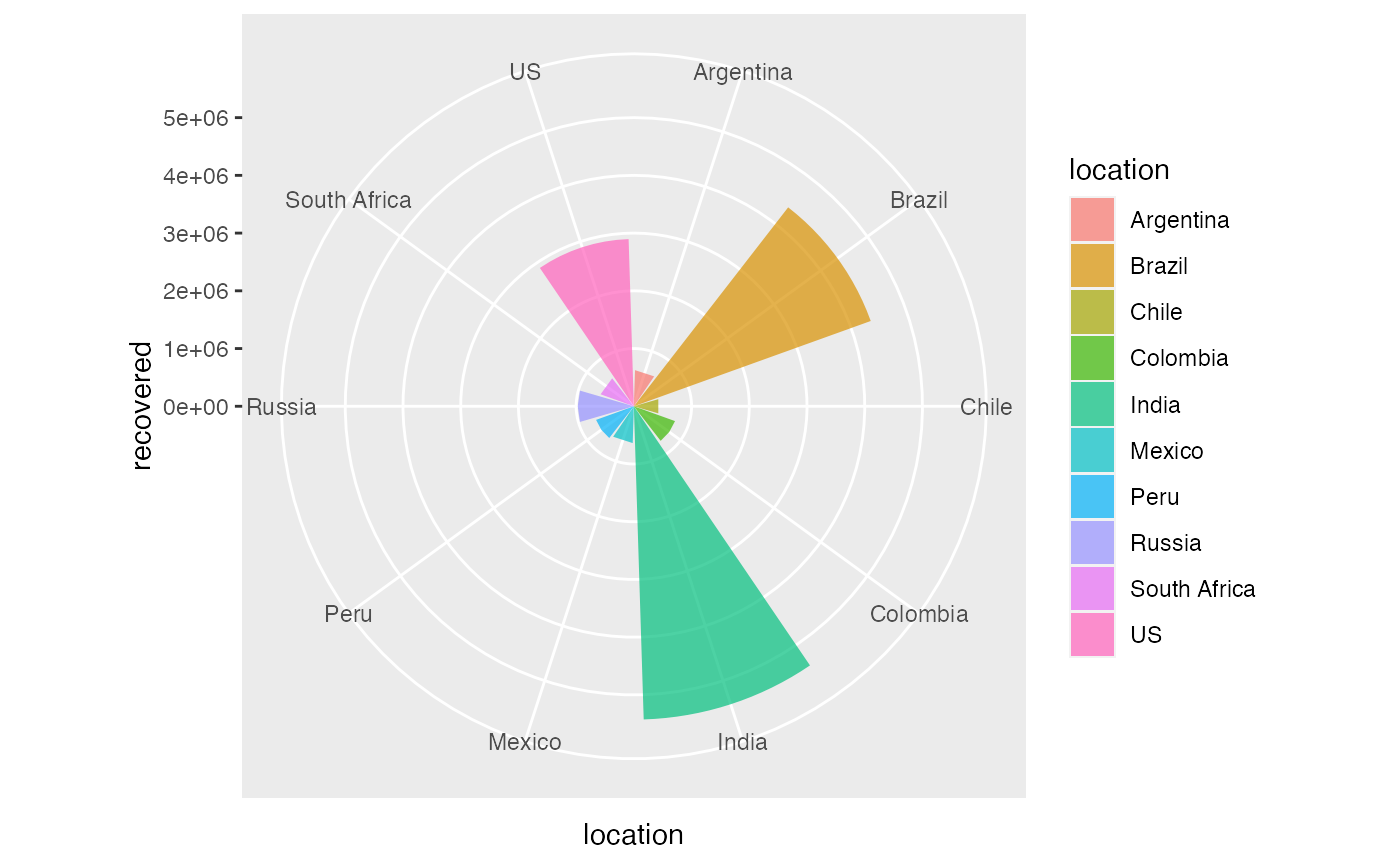 US
Argentina
5e+06
4e+06
South Africa
Brazil
3e+06
2e+06
1e+06
0e+00
Russia
Chile
recovered
Peru
Colombia
Mexico
India
location
location
Argentina
Brazil
Chile
Colombia
India
Mexico
Peru
Russia
South Africa
US